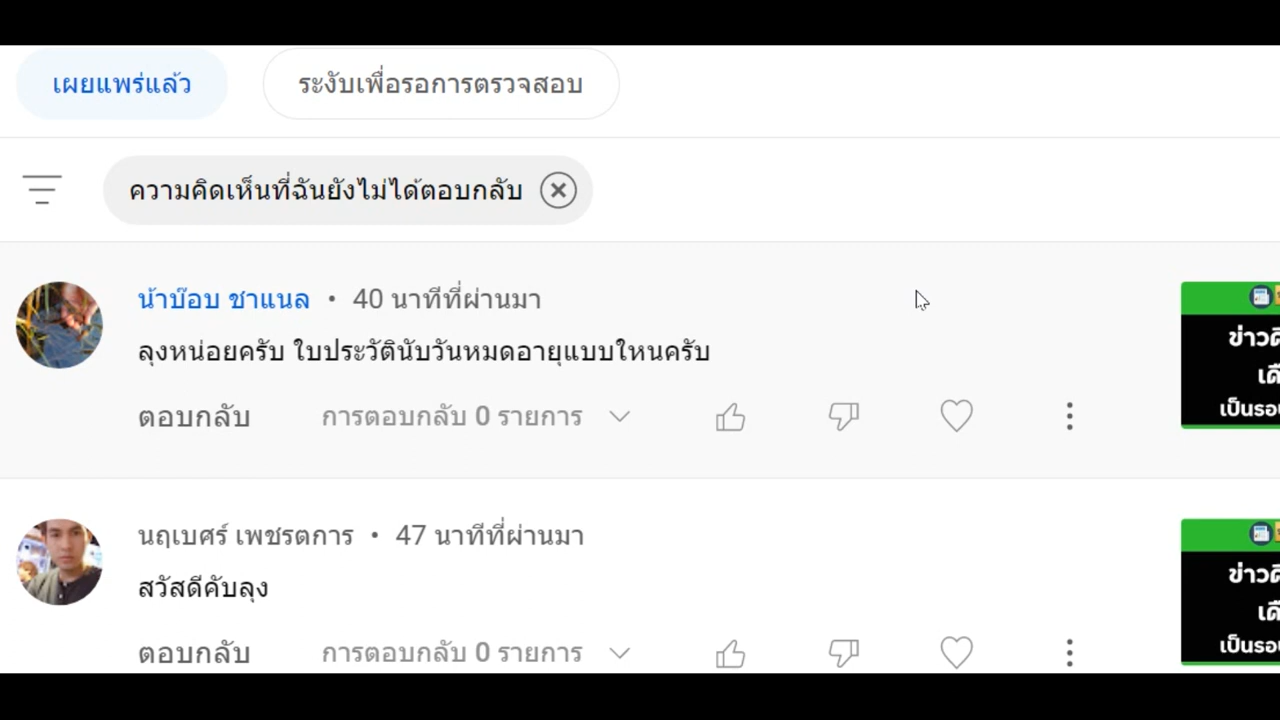 เผยแพร่แล้ว
ระงับเพื่อรอการตรวจสอบ
ความคิดเห็นที่ฉันยังไม่ได้ตอบกลับ
น้าบ๊อบ ชาแนล • 40 นาทีที่ผ่านมา
ลุงหน่อยครับ ใบประวัตินับวันหมดอายุแบบใหนครับ
ตอบกลับ การตอบกลับ 0 รายการ
นฤเบศร์ เพชรตการ • 47 นาทีที่ผ่านมา
สวัสดีคับลุง
ตอบกลับ การตอบกลับ 0 รายการ